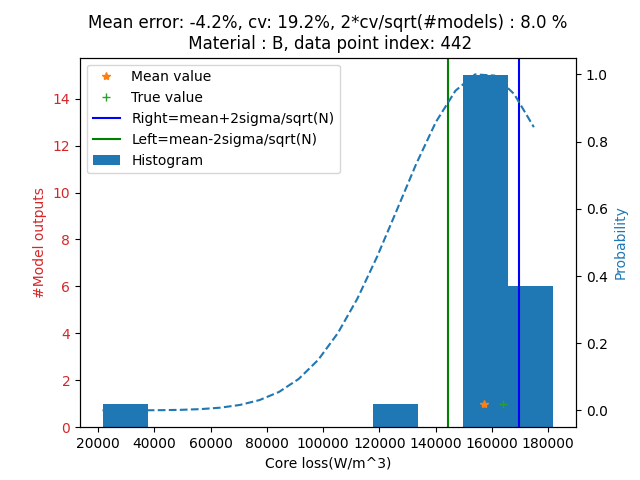 Mean error: -4.2%, cv: 19.2%, 2*cv/sqrt(#models) : 8.0 %
Material : B, data point index: 442
Mean value
True value
Right=mean+2sigma/sqrt(N)
Left=mean-2sigma/sqrt(N)
Histogram
#Model outputs
14
12
10
8
6
4
2
0
1.0
0.8
0.6
0.4
0.2
0.0
Probability
20000 40000 60000 80000 100000 120000 140000 160000 180000
Core loss(W/m^3)